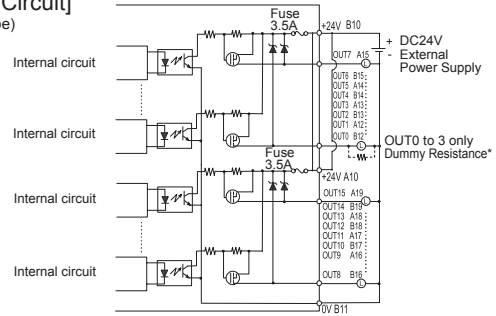 Circuit]
pe)
Fuse
3.5A
+24V B10
Internal circuit
OUT7 A15
L
+ DC24V
- External
Power Supply
OUT6 B15
OUT5 A14
OUT4 B14
OUT3 A13
OUT2 B13
OUT1 A12
OUT0 B12
L
Internal circuit
OUT0 to 3 only
Dummy Resistance*
Fuse
3.5A
+24V A10
Internal circuit
OUT15 A19
L
OUT14 B19
OUT13 A18
OUT12 B18
OUT11 A17
OUT10 B17
OUT9 A16
Internal circuit
OUT8 B16
L
0V B11